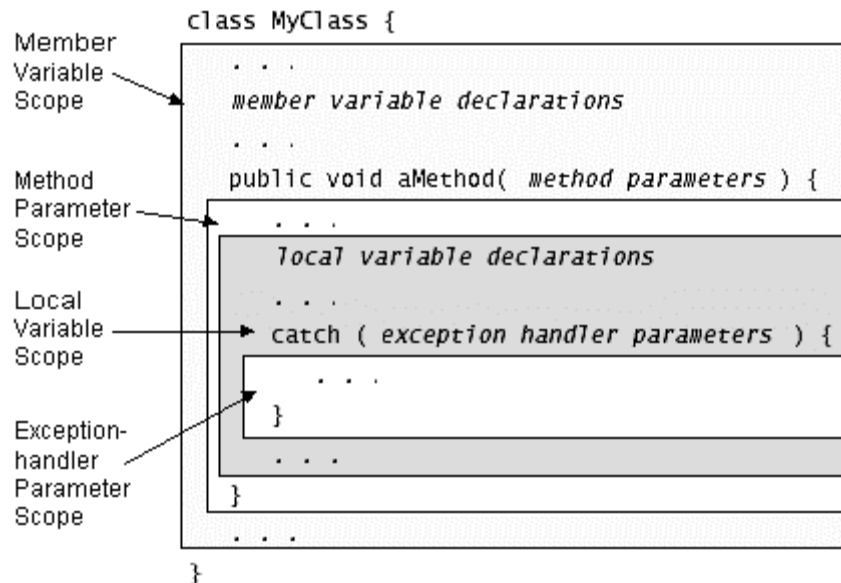 class MyClass {
Member
Variable
Scope
. . .
member variable declarations
. . .
public void aMethod( method parameters ) {
Method
Parameter
Scope
. . .
local variable declarations
. . .
Local
Variable
Scope
catch ( exception handler parameters ) {
. . .
}
Exception-
handler
Parameter
Scope
. . .
}
. . .
}